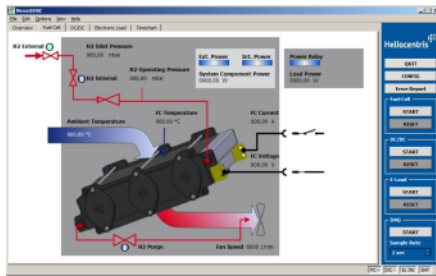 File Edit Options View Help
Overview Fuel Cell DC/DC Electronic Load Timechart
H2 External
H2 Inlet Pressure
000,00 mbar
H2 Internal
H2 Operating Pressure
000,00 mbar
Ext. Power
Int. Power
System Component Power
0000,00 W
Power Relay
Load Power
0000,00 W
Ambient Temperature
000,00 °C
FC Temperature
000,00 °C
FC Current
000,00 A
FC Voltage
000,00 V
H2 Purge
Fan Speed 0000 1/min
Heliocentris
QUIT
CONFIG
Error Report
Fuel Cell
START
RESET
DC/DC
START
RESET
E-Load
START
RESET
DAQ
START
Sample Rate
1 sec